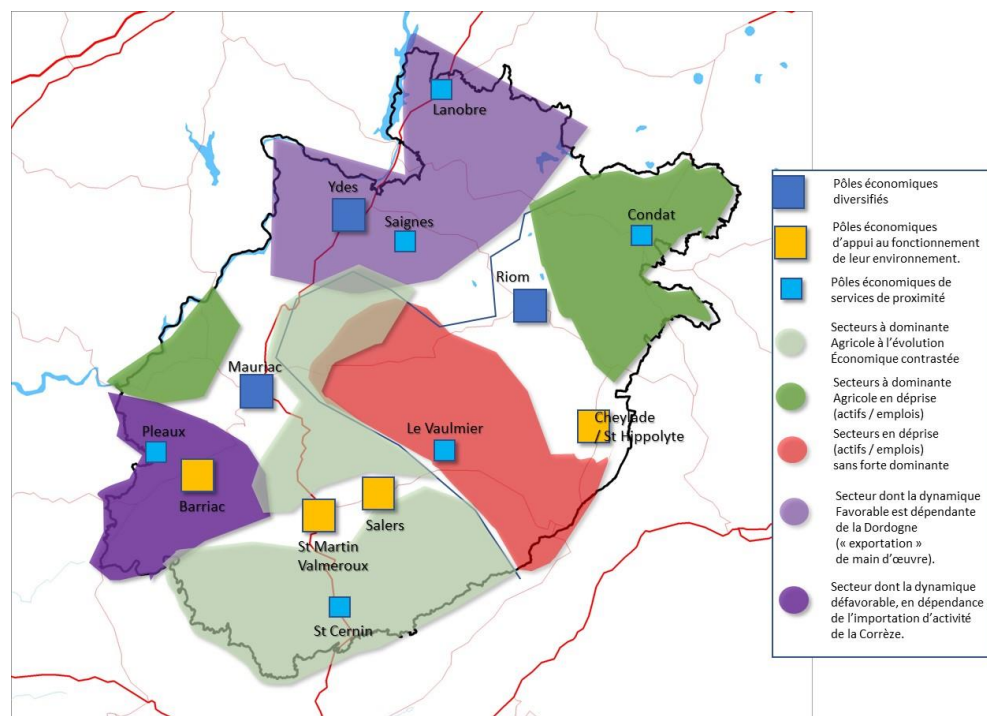 Lanobre
Ydes
Saignes
Condat
Riom
Mauriac
Cheylade
/ St Hippolyte
Le Vaulmier
Pleaux
Barriac
Salers
St Martin
Valmeroux
St Cernin
Pôles économiques
diversifiés
Pôles économiques
d'appui au fonctionnement
de leur environnement.
Pôles économiques de
services de proximité
Secteurs à dominante
Agricole à l'évolution
Économique contrastée
Secteurs à dominante
Agricole en déprise
(actifs / emplois)
Secteurs en déprise
(actifs / emplois)
sans forte dominante
Secteur dont la dynamique
Favorable est dépendante
de la Dordogne
(« exportation »
de main d'œuvre).
Secteur dont la dynamique
défavorable, en dépendance
de l'importation d'activité
de la Corrèze.